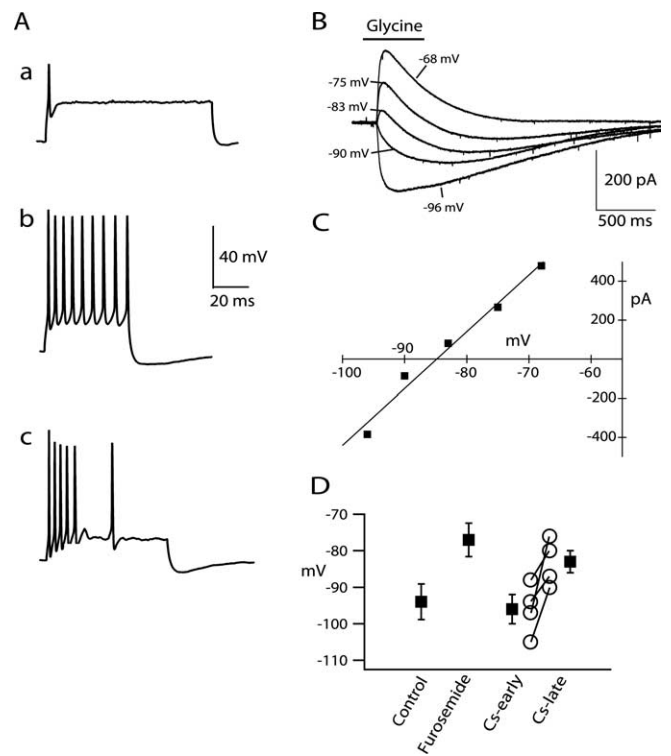 A
a
b
40 mV
20 ms
c
B
Glycine
-68 mV
-75 mV
-83 mV
-90 mV
-96 mV
200 pA
500 ms
C
400
pA
200
mV
-90
-100
-80
-70
-60
-200
-400
D
-70
-80
mV
-90
-100
-110
Control
Furosemide
Cs-early
Cs-late